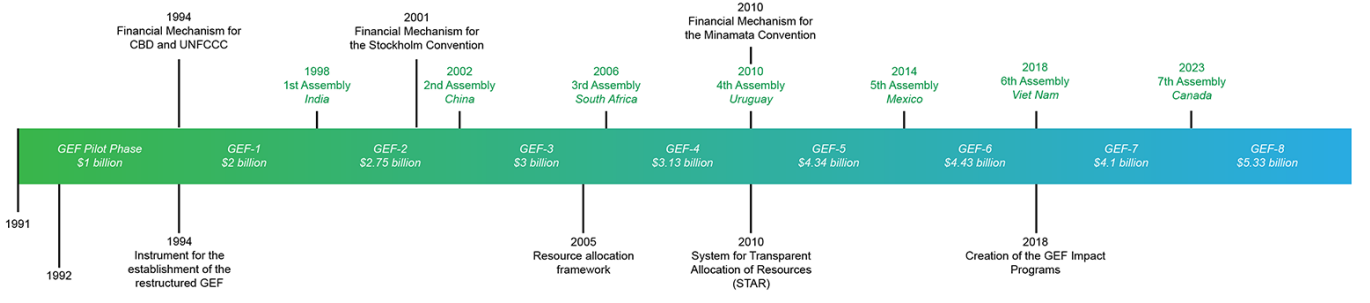 1994
Financial Mechanism for
CBD and UNFCCC
2001
Financial Mechanism for
the Stockholm Convention
2010
Financial Mechanism for
the Minamata Convention
1998
1st Assembly
India
2002
2nd Assembly
China
2006
3rd Assembly
South Africa
2010
4th Assembly
Uruguay
2014
5th Assembly
Mexico
2018
6th Assembly
Viet Nam
2023
7th Assembly
Canada
GEF Pilot Phase
$1 billion
GEF-1
$2 billion
GEF-2
$2.75 billion
GEF-3
$3 billion
GEF-4
$3.13 billion
GEF-5
$4.34 billion
GEF-6
$4.43 billion
GEF-7
$4.1 billion
GEF-8
$5.33 billion
1991
1992
1994
Instrument for the
establishment of the
restructured GEF
2005
Resource allocation
framework
2010
System for Transparent
Allocation of Resources
(STAR)
2018
Creation of the GEF Impact
Programs